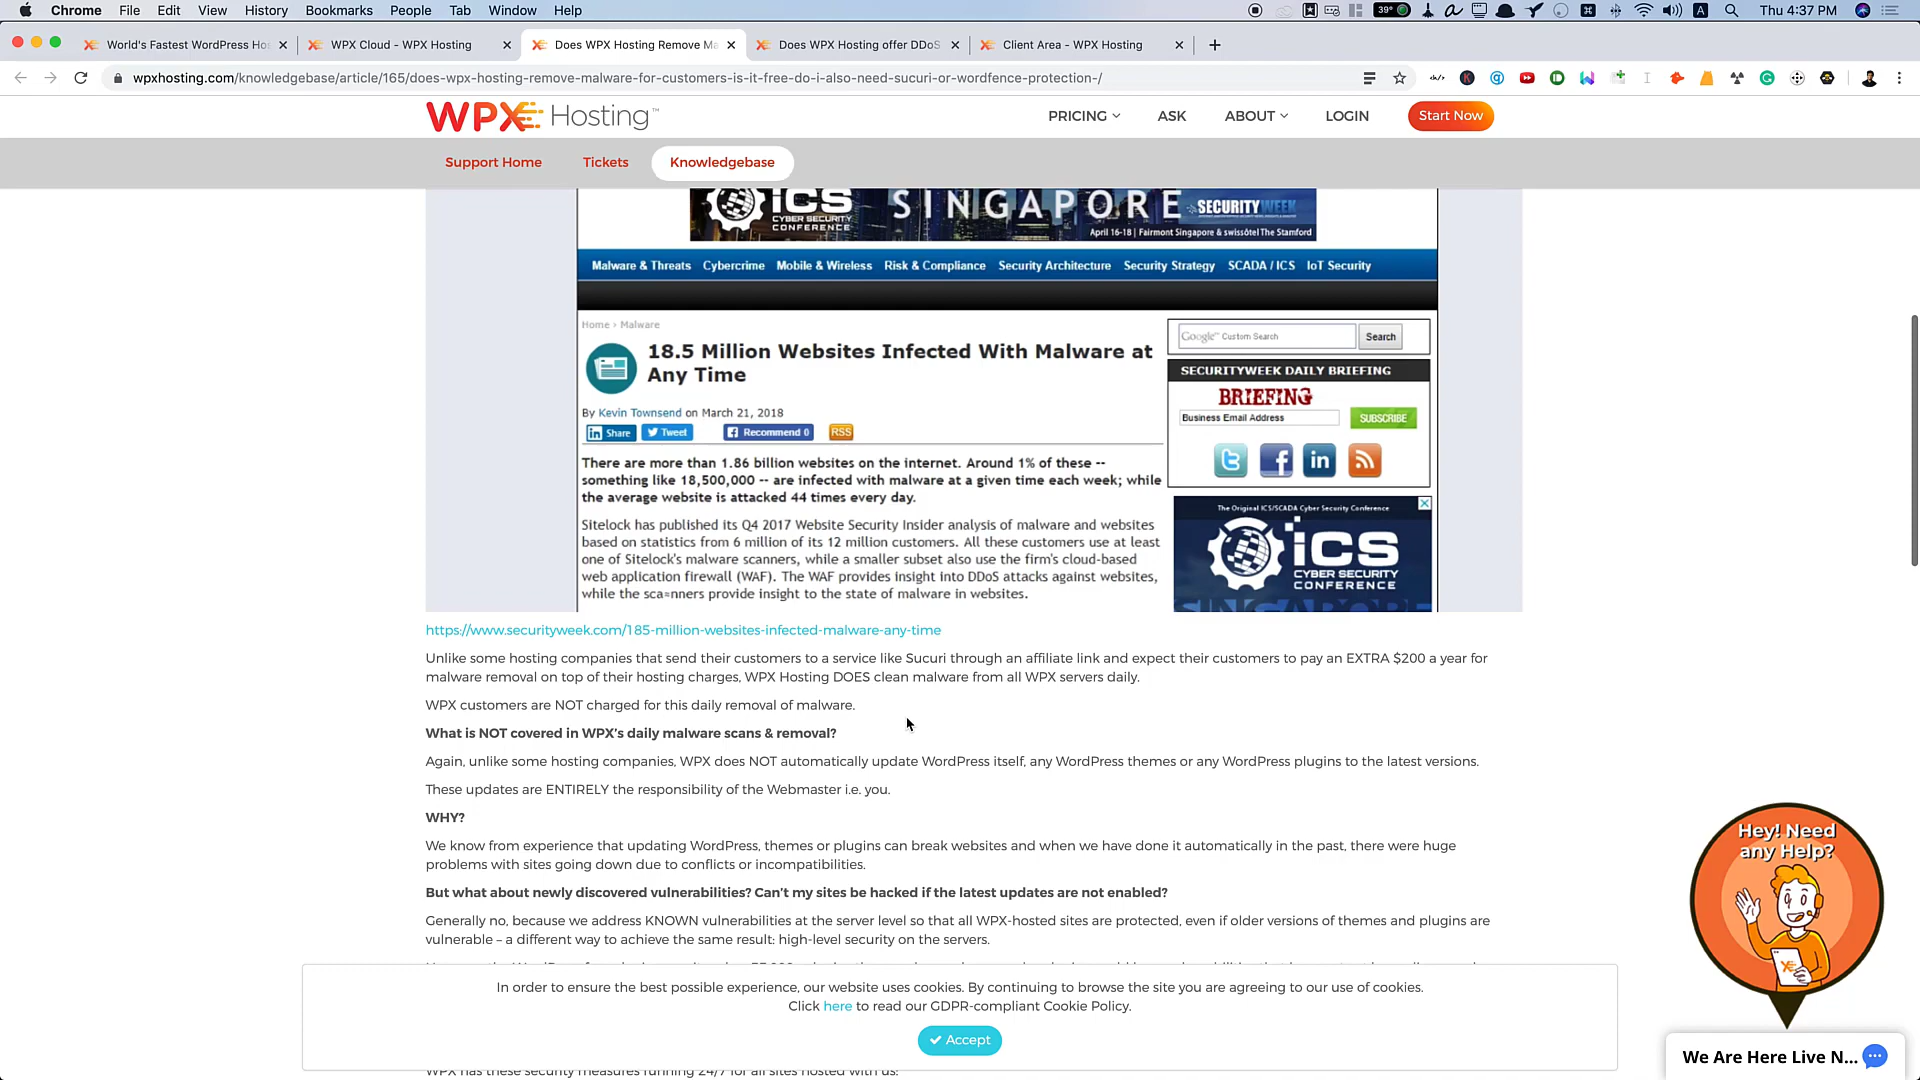 Chrome File Edit View History Bookmarks People Tab Window Help
39° Thu 4:37 PM
World's Fastest WordPress Ho
WPX Cloud - WPX Hosting
Does WPX Hosting Remove Ma
Does WPX Hosting offer DDoS
Client Area - WPX Hosting
wpxhosting.com/knowledgebase/article/165/does-wpx-hosting-remove-malware-for-customers-is-it-free-do-i-also-need-sucuri-or-wordfence-protection-/
WPX Hosting™
PRICING ASK ABOUT LOGIN Start Now
Support Home Tickets Knowledgebase
ICS CYBER SECURITY CONFERENCE
SINGAPORE
SECURITYWEEK
April 16-18 | Fairmont Singapore & swissôtel The Stamford
Malware & Threats Cybercrime Mobile & Wireless Risk & Compliance Security Architecture Security Strategy SCADA / ICS IoT Security
Home › Malware
18.5 Million Websites Infected With Malware at
Any Time
By Kevin Townsend on March 21, 2018
Share Tweet Recommend 0 RSS
There are more than 1.86 billion websites on the internet. Around 1% of these --
something like 18,500,000 -- are infected with malware at a given time each week; while
the average website is attacked 44 times every day.
Sitelock has published its Q4 2017 Website Security Insider analysis of malware and websites
based on statistics from 6 million of its 12 million customers. All these customers use at least
one of Sitelock's malware scanners, while a smaller subset also use the firm's cloud-based
web application firewall (WAF). The WAF provides insight into DDoS attacks against websites,
while the scanners provide insight to the state of malware in websites.
Google™ Custom Search Search
SECURITYWEEK DAILY BRIEFING
BRIEFING
Business Email Address SUBSCRIBE
The Original ICS/SCADA Cyber Security Conference
ICS
CYBER SECURITY
CONFERENCE
SINGAPORE
https://www.securityweek.com/185-million-websites-infected-malware-any-time
Unlike some hosting companies that send their customers to a service like Sucuri through an affiliate link and expect their customers to pay an EXTRA $200 a year for
malware removal on top of their hosting charges, WPX Hosting DOES clean malware from all WPX servers daily.
WPX customers are NOT charged for this daily removal of malware.
What is NOT covered in WPX's daily malware scans & removal?
Again, unlike some hosting companies, WPX does NOT automatically update WordPress itself, any WordPress themes or any WordPress plugins to the latest versions.
These updates are ENTIRELY the responsibility of the Webmaster i.e. you.
WHY?
We know from experience that updating WordPress, themes or plugins can break websites and when we have done it automatically in the past, there were huge
problems with sites going down due to conflicts or incompatibilities.
But what about newly discovered vulnerabilities? Can't my sites be hacked if the latest updates are not enabled?
Generally no, because we address KNOWN vulnerabilities at the server level so that all WPX-hosted sites are protected, even if older versions of themes and plugins are
vulnerable – a different way to achieve the same result: high-level security on the servers.
In order to ensure the best possible experience, our website uses cookies. By continuing to browse the site you are agreeing to our use of cookies.
Click here to read our GDPR-compliant Cookie Policy.
Accept
WPX has these security measures running 24/7 for all sites hosted with us:
Hey! Need
any Help?
We Are Here Live N...